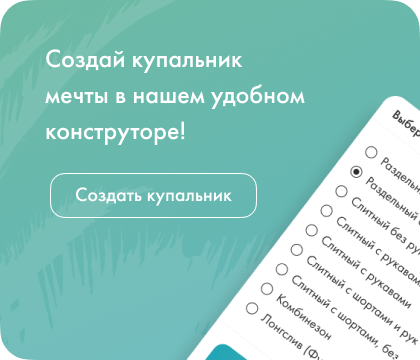 Создай купальник
мечты в нашем удобном
конструторе!
Создать купальник
Раздельный
Слитный без
Слитный с рукавами
Слитный с рукавами
Слитный с шортами и рук
Слитный с шортами, без
Комбинезон
Лонгслив